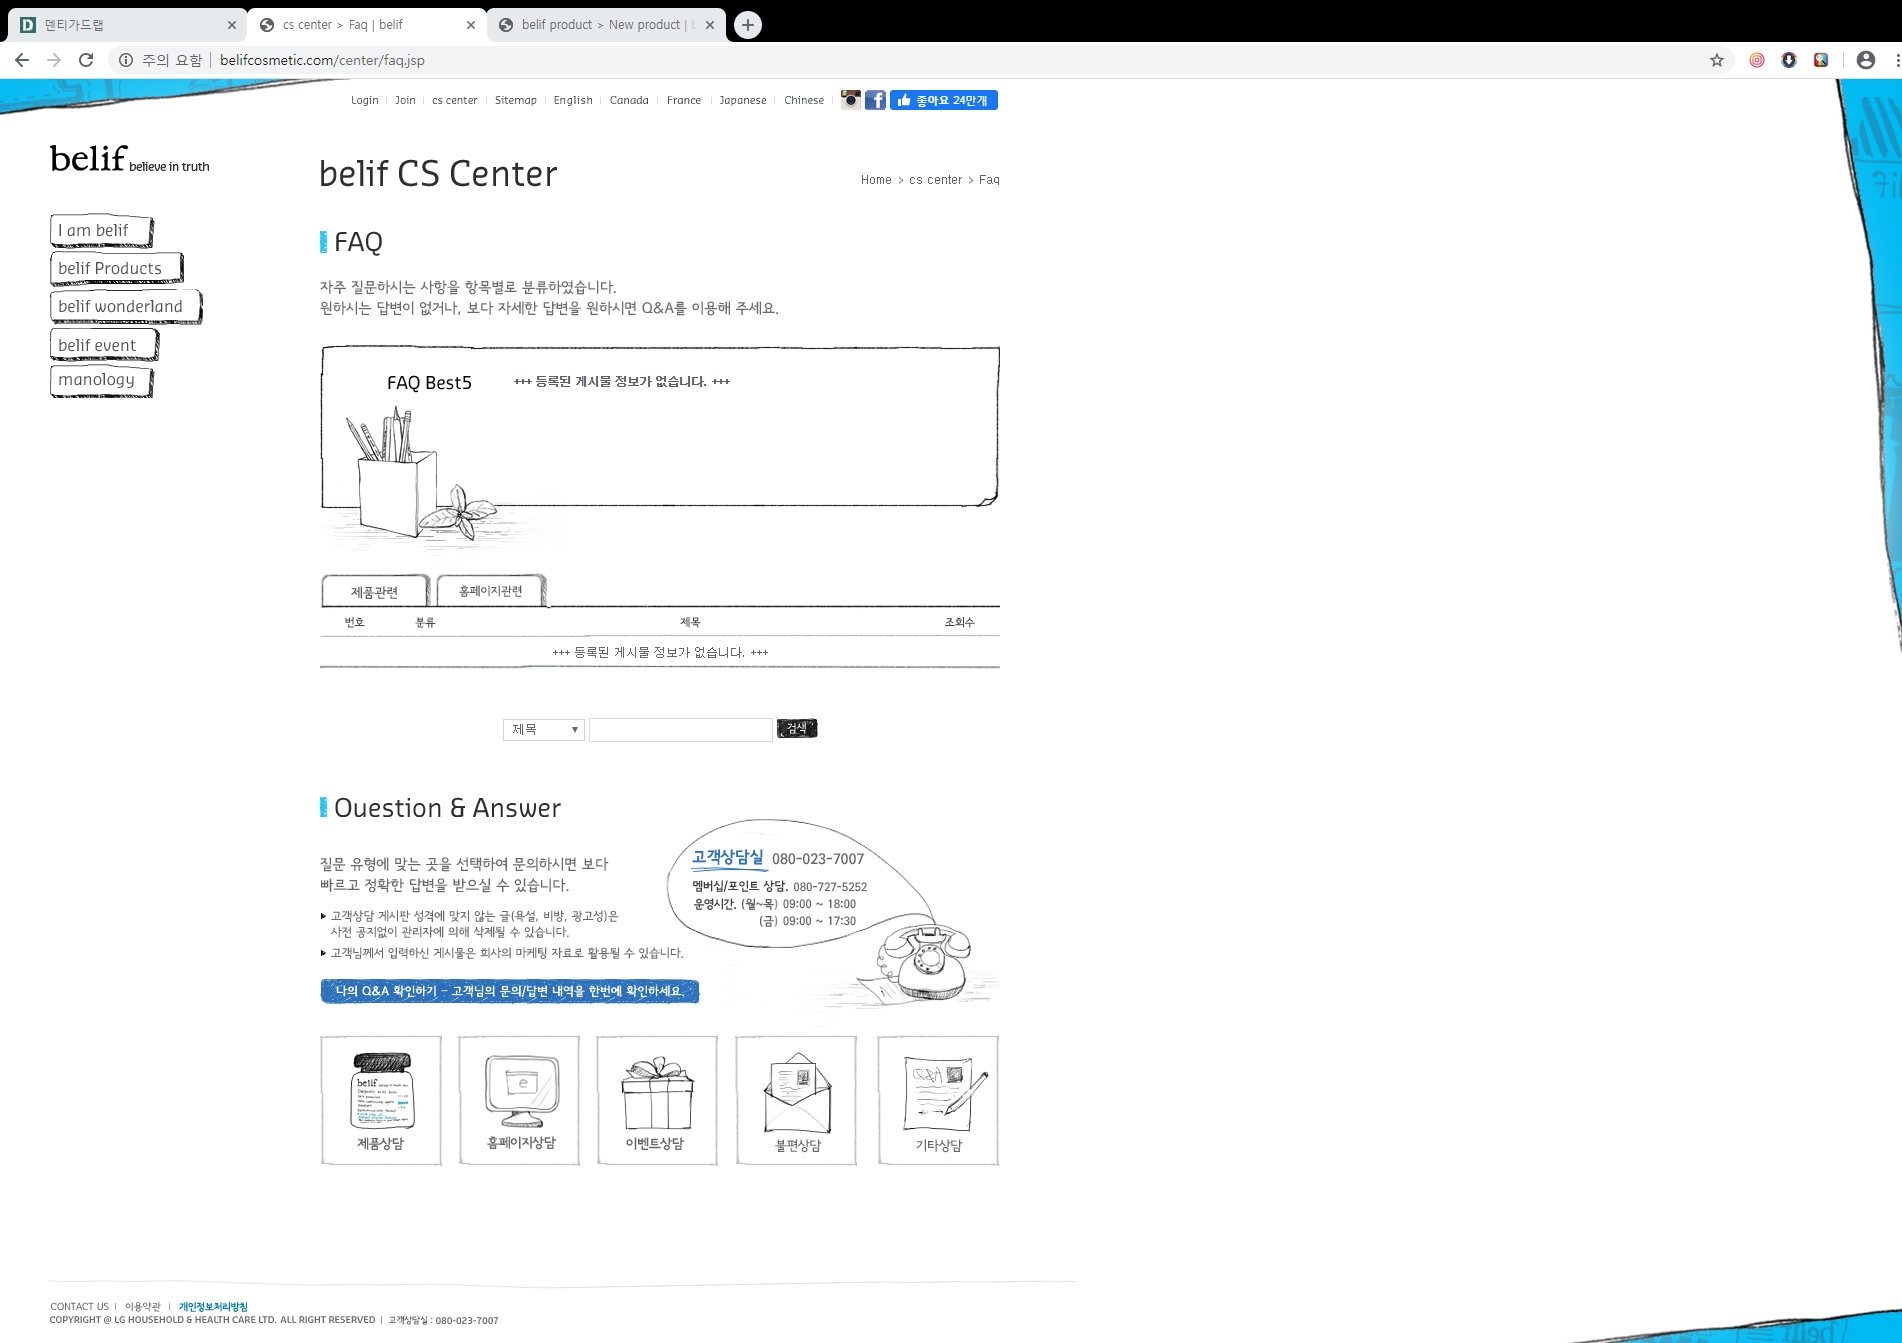 덴티가드랩
cs center > Faq | belif
belif product > New product | b
주의 요함 | belifcosmetic.com/center/faq.jsp
Login Join cs center Sitemap English Canada France Japanese Chinese 좋아요 24만개
belif believe in truth
belif CS Center
Home > cs center > Faq
I am belif
belif Products
belif wonderland
belif event
manology
FAQ
자주 질문하시는 사항을 항목별로 분류하였습니다.
원하시는 답변이 없거나, 보다 자세한 답변을 원하시면 Q&A를 이용해 주세요.
FAQ Best5 +++ 등록된 게시물 정보가 없습니다. +++
제품관련 홈페이지관련
번호 분류 제목 조회수
+++ 등록된 게시물 정보가 없습니다. +++
제목 검색
Question & Answer
질문 유형에 맞는 곳을 선택하여 문의하시면 보다
빠르고 정확한 답변을 받으실 수 있습니다.
고객상담 게시판 성격에 맞지 않는 글(욕설, 비방, 광고성)은
사전 공지없이 관리자에 의해 삭제될 수 있습니다.
고객님께서 입력하신 게시물은 회사의 마케팅 자료로 활용될 수 있습니다.
나의 Q&A 확인하기 - 고객님의 문의/답변 내역을 한번에 확인하세요.
고객상담실 080-023-7007
멤버십/포인트 상담. 080-727-5252
운영시간. (월~목) 09:00 ~ 18:00
(금) 09:00 ~ 17:30
belif
Q&A
제품상담 홈페이지상담 이벤트상담 불편상담 기타상담
CONTACT US | 이용약관 | 개인정보처리방침
COPYRIGHT @ LG HOUSEHOLD & HEALTH CARE LTD. ALL RIGHT RESERVED | 고객상담실 : 080-023-7007